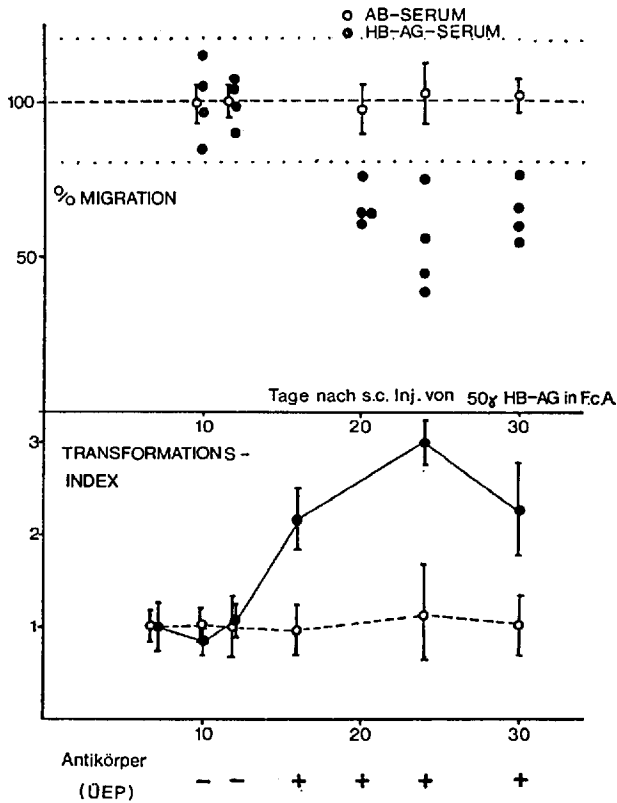 AB-SERUM
HB-AG-SERUM
100
% MIGRATION
50
Tage nach s.c. Inj. von 50γ HB-AG in F.c.A.
10 20 30
3
TRANSFORMATIONS-
INDEX
2
1
10 20 30
Antikörper
(ÜEP)
− − + + + +